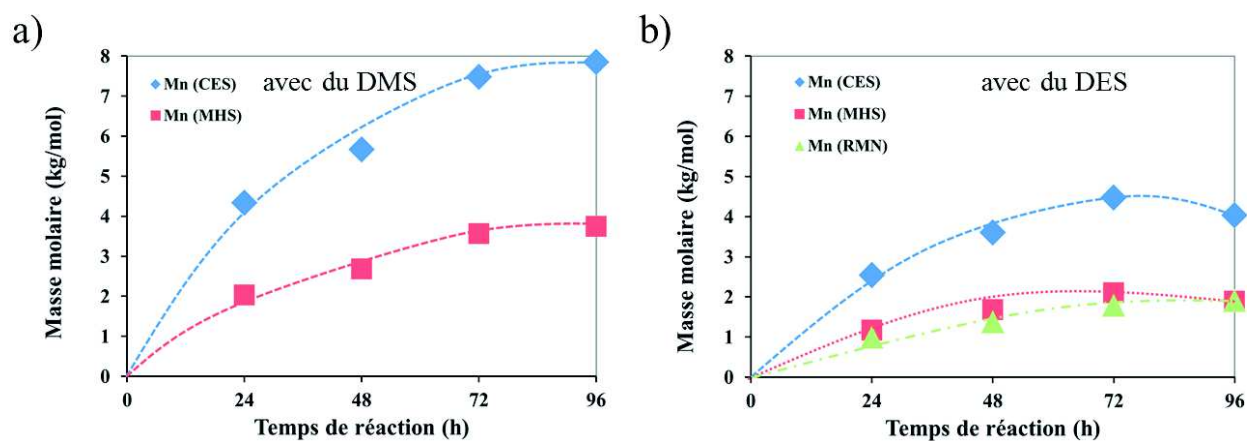 a)
avec du DMS
Mn (CES)
Mn (MHS)
Masse molaire (kg/mol)
8
7
6
5
4
3
2
1
0
0 24 48 72 96
Temps de réaction (h)
b)
avec du DES
Mn (CES)
Mn (MHS)
Mn (RMN)
Masse molaire (kg/mol)
8
7
6
5
4
3
2
1
0
0 24 48 72 96
Temps de réaction (h)